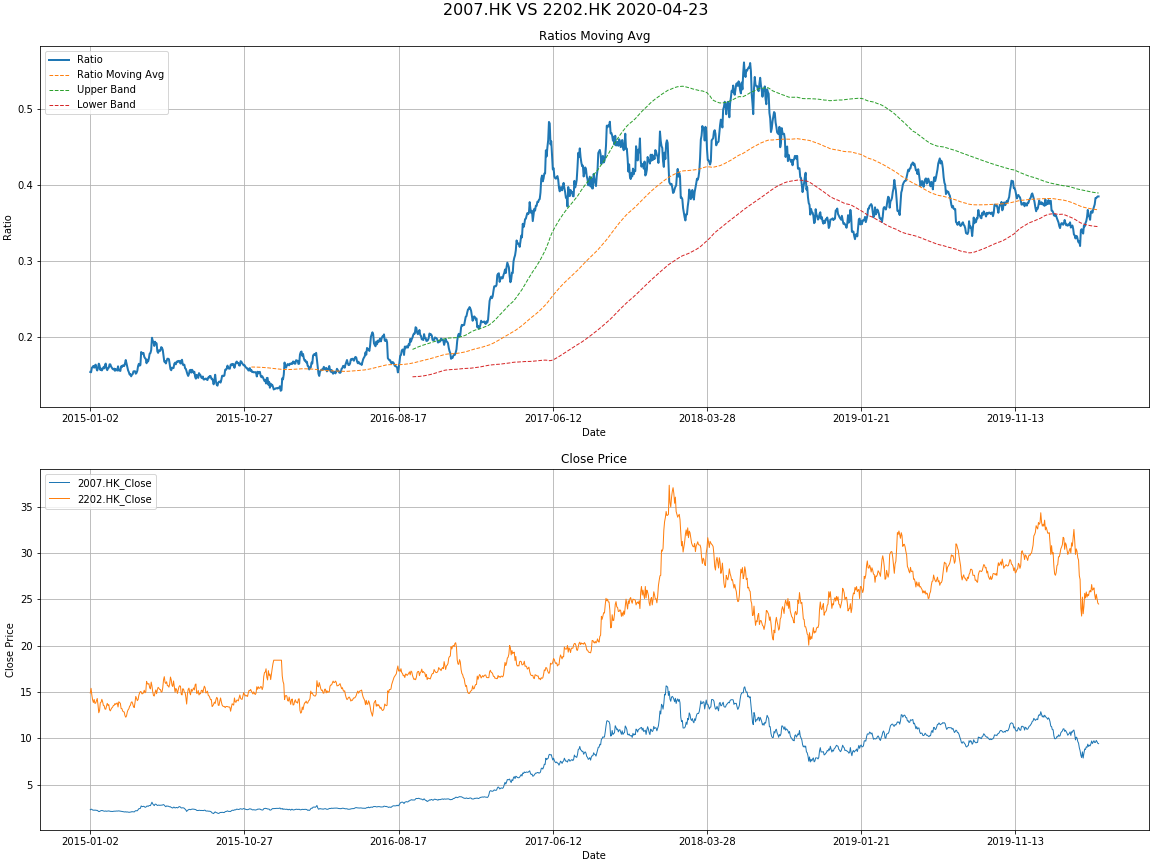 2007.HK VS 2202.HK 2020-04-23
Ratios Moving Avg
Ratio
Ratio Moving Avg
Upper Band
Lower Band
Ratio
0.5
0.4
0.3
0.2
2015-01-02 2015-10-27 2016-08-17 2017-06-12 2018-03-28 2019-01-21 2019-11-13
Date
Close Price
2007.HK_Close
2202.HK_Close
Close Price
35
30
25
20
15
10
5
2015-01-02 2015-10-27 2016-08-17 2017-06-12 2018-03-28 2019-01-21 2019-11-13
Date